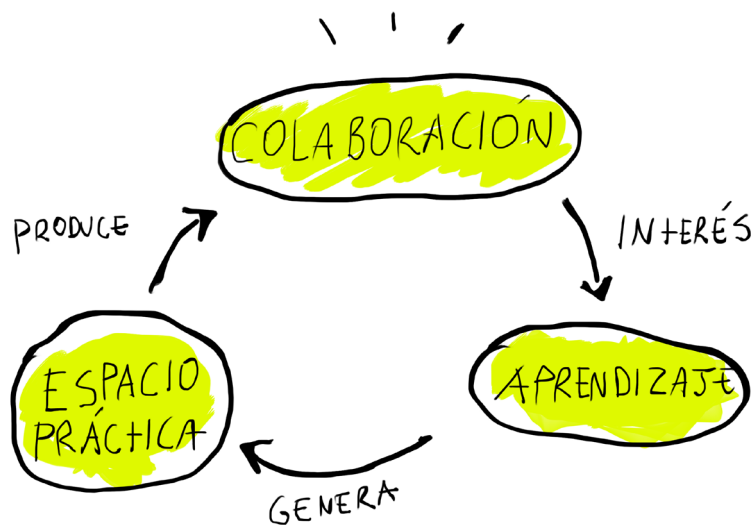 COLABORACIÓN
PRODUCE
INTERÉS
ESPACIO
PRÁCTICA
APRENDIZAJE
GENERA